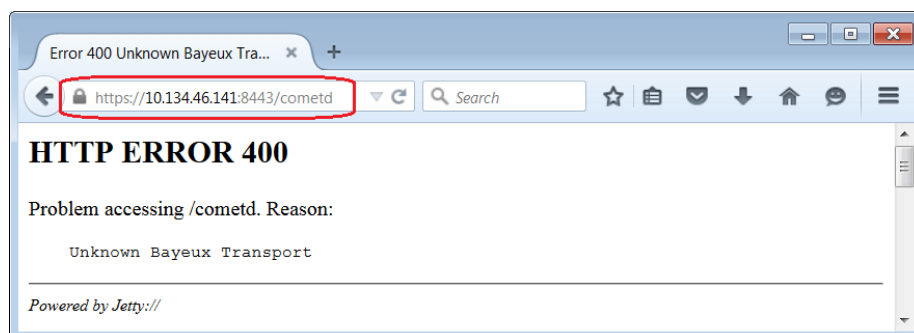 Error 400 Unknown Bayeux Tra...
https://10.134.46.141:8443/cometd
Search
HTTP ERROR 400
Problem accessing /cometd. Reason:
Unknown Bayeux Transport
Powered by Jetty://